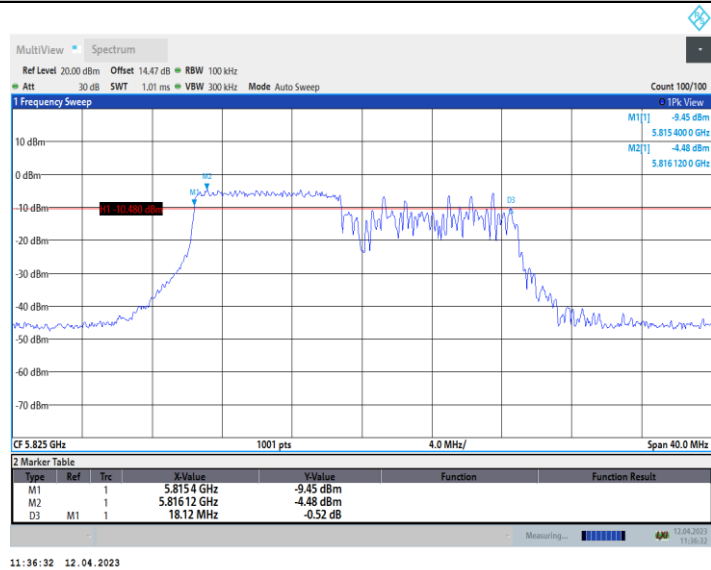 MultiView Spectrum
Ref Level 20.00 dBm Offset 14.47 dB RBW 100 kHz
Att 30 dB SWT 1.01 ms VBW 300 kHz Mode Auto Sweep Count 100/100
1 Frequency Sweep 1Pk View
M1[1] -9.45 dBm
5.815 400 0 GHz
M2[1] -4.48 dBm
5.816 120 0 GHz
10 dBm
0 dBm
M2
M1
D3
-10 dBm
H1 -10.480 dBm
-20 dBm
-30 dBm
-40 dBm
-50 dBm
-60 dBm
-70 dBm
CF 5.825 GHz 1001 pts 4.0 MHz/ Span 40.0 MHz
2 Marker Table
Type Ref Trc X-Value Y-Value Function Function Result
M1 1 5.8154 GHz -9.45 dBm
M2 1 5.81612 GHz -4.48 dBm
D3 M1 1 18.12 MHz -0.52 dB
Measuring... 12.04.2023
11:36:32
11:36:32 12.04.2023